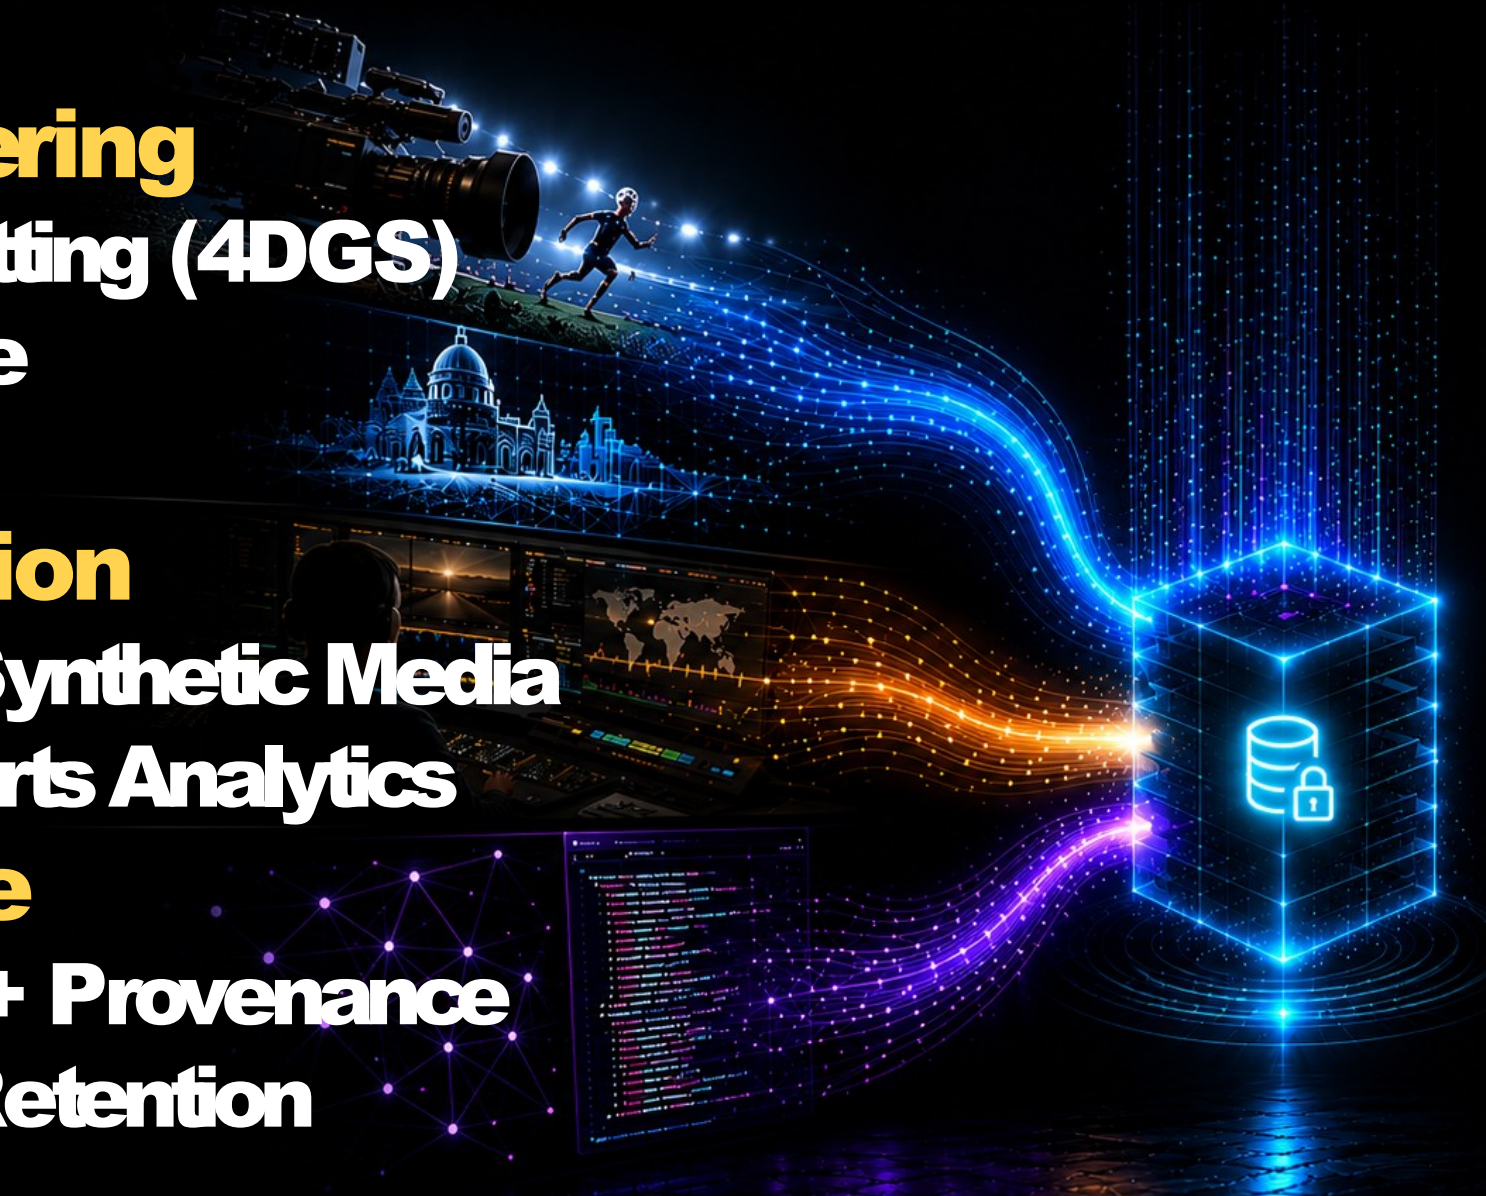 ering
tting (4DGS)
e
ion
Synthetic Media
rts Analytics
e
+ Provenance
Retention